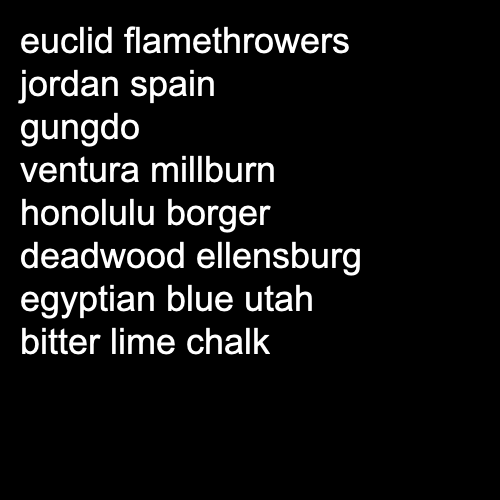 euclid flamethrowers
jordan spain
gungdo
ventura millburn
honolulu borger
deadwood ellensburg
egyptian blue utah
bitter lime chalk